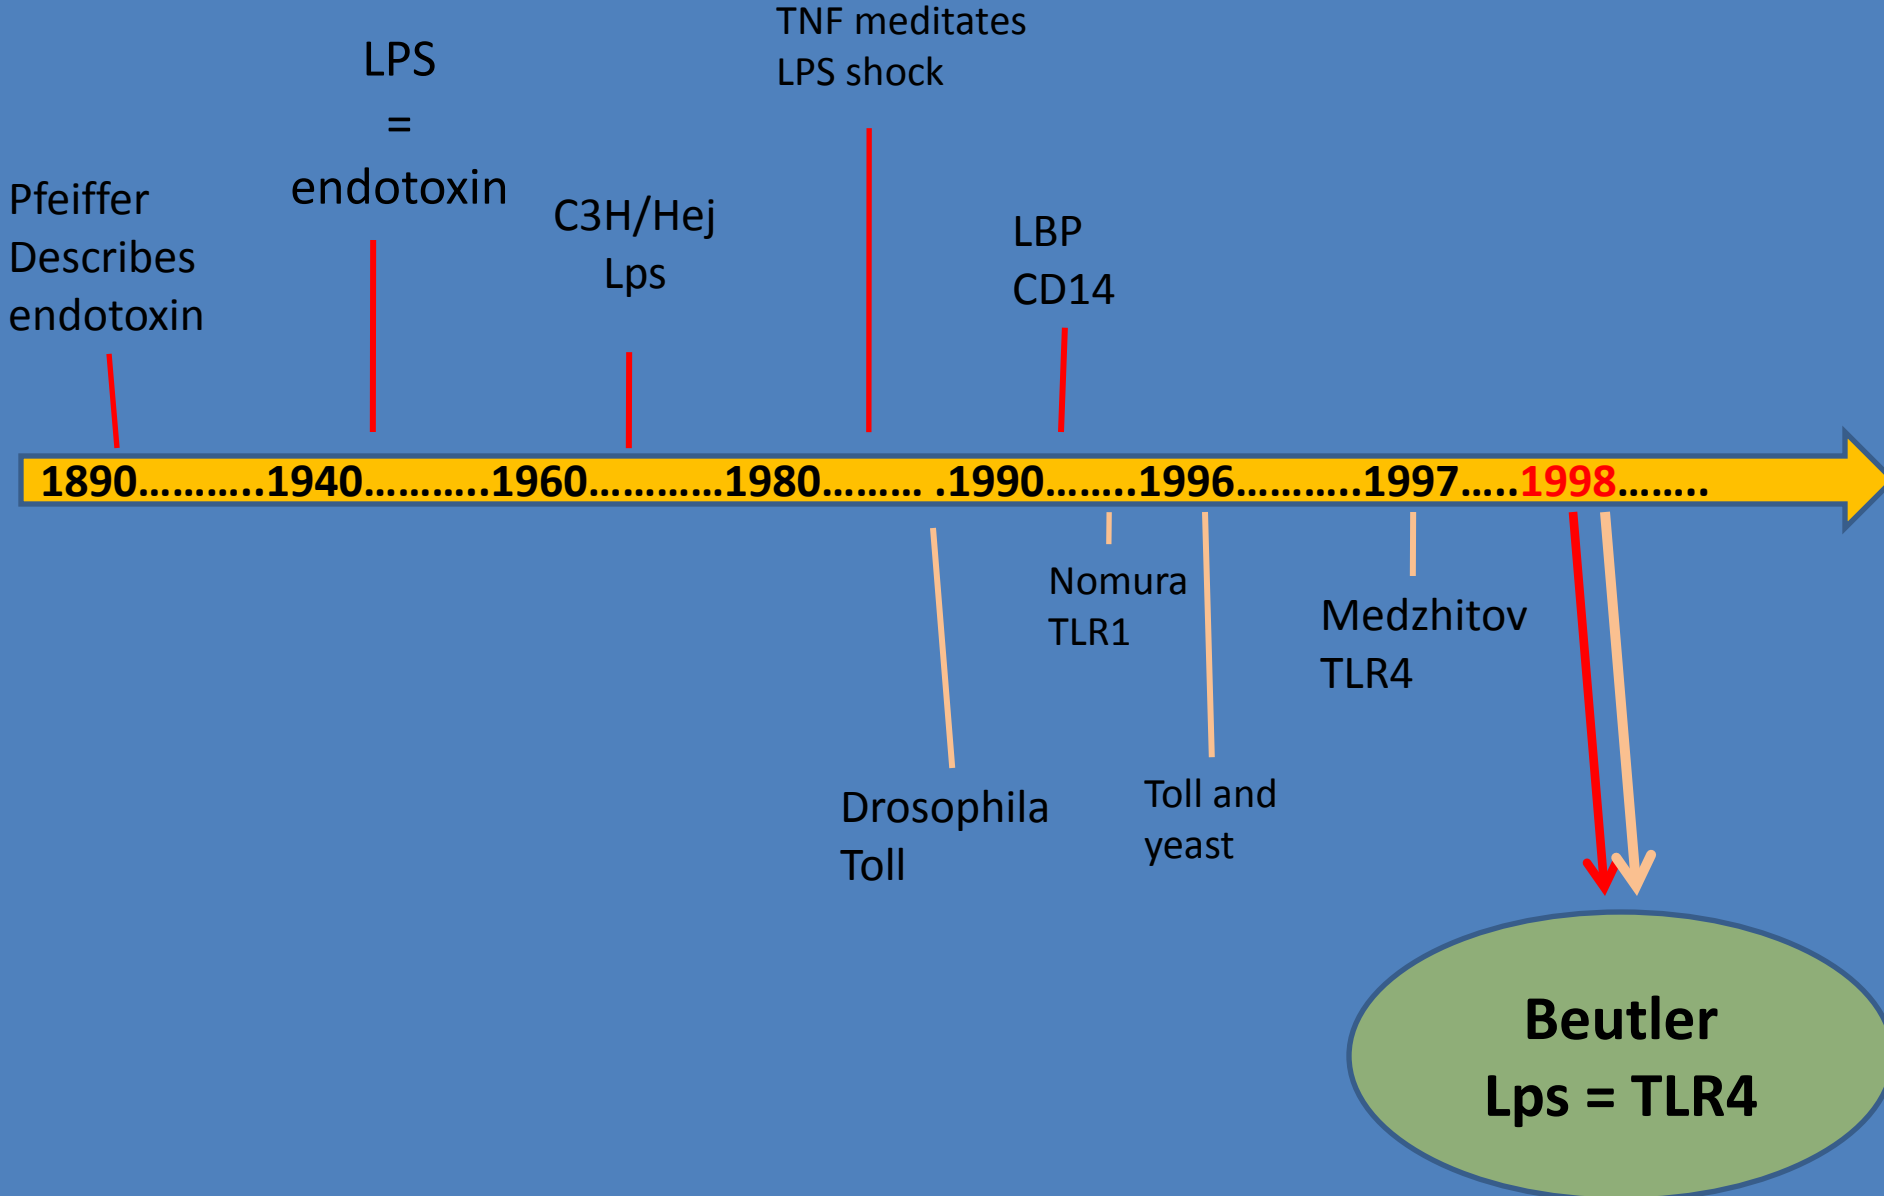 TNF meditates
LPS shock
LPS
=
endotoxin
Pfeiffer
Describes
endotoxin
C3H/Hej
Lps
LBP
CD14
1890………..1940………..1960…………1980……… .1990……..1996………..1997…..1998……..
Nomura
TLR1
Medzhitov
TLR4
Drosophila
Toll
Toll and
yeast
Beutler
Lps = TLR4